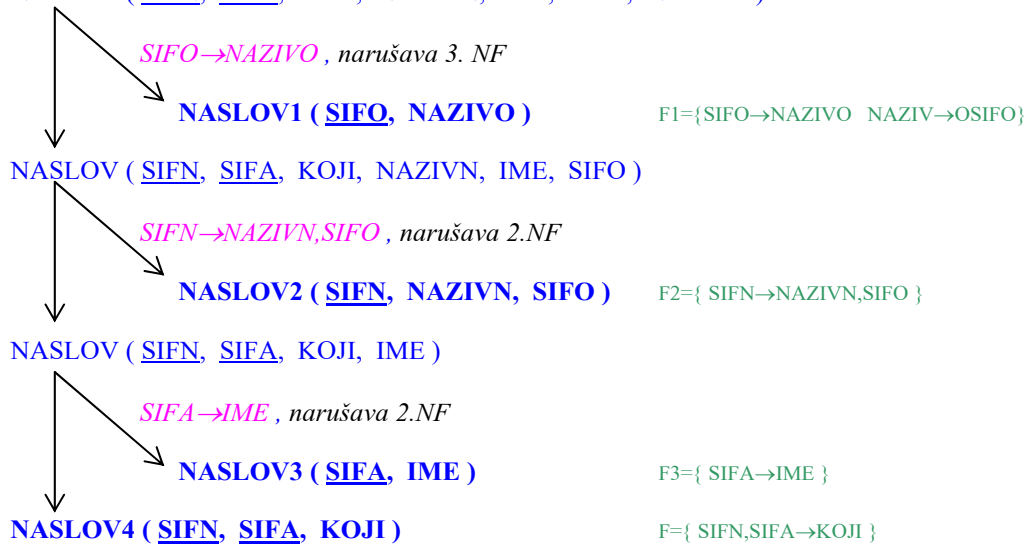 SIFO→NAZIVO , narušava 3. NF
NASLOV1 ( SIFO, NAZIVO ) F1={SIFO→NAZIVO NAZIV→OSIFO}
NASLOV ( SIFN, SIFA, KOJI, NAZIVN, IME, SIFO )
SIFN→NAZIVN,SIFO , narušava 2.NF
NASLOV2 ( SIFN, NAZIVN, SIFO ) F2={ SIFN→NAZIVN,SIFO }
NASLOV ( SIFN, SIFA, KOJI, IME )
SIFA→IME , narušava 2.NF
NASLOV3 ( SIFA, IME ) F3={ SIFA→IME }
NASLOV4 ( SIFN, SIFA, KOJI ) F={ SIFN,SIFA→KOJI }